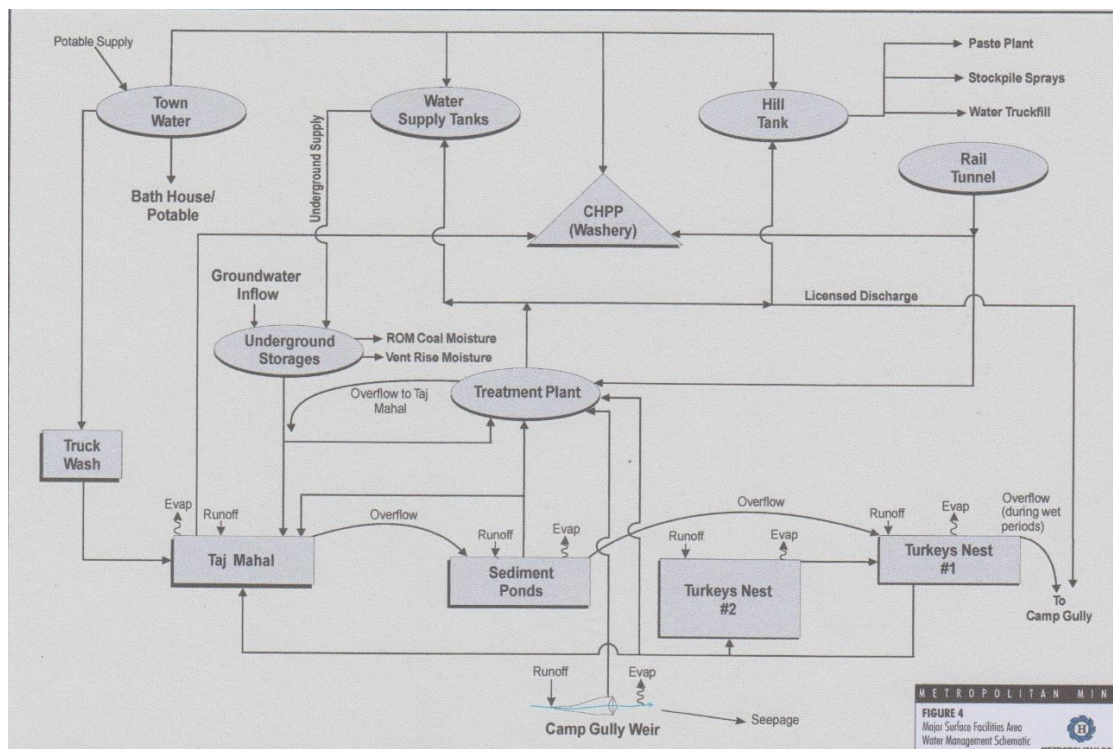 Potable Supply
Town
Water
Bath House/
Potable
Water
Supply Tanks
Underground Supply
Hill
Tank
Paste Plant
Stockpile Sprays
Water Truckfill
Rail
Tunnel
CHPP
(Washery)
Groundwater
Inflow
Underground
Storages
ROM Coal Moisture
Vent Rise Moisture
Licensed Discharge
Overflow to Taj
Mahal
Treatment Plant
Truck
Wash
Evap
Runoff
Taj Mahal
Overflow
Runoff
Evap
Sediment
Ponds
Overflow
Runoff
Evap
Turkeys Nest
#2
Runoff
Evap
Turkeys Nest
#1
Overflow
(during wet
periods)
To
Camp Gully
Runoff
Evap
Camp Gully Weir
Seepage
METROPOLITAN MIN
FIGURE 4
Major Surface Facilities Area
Water Management Schematic
H